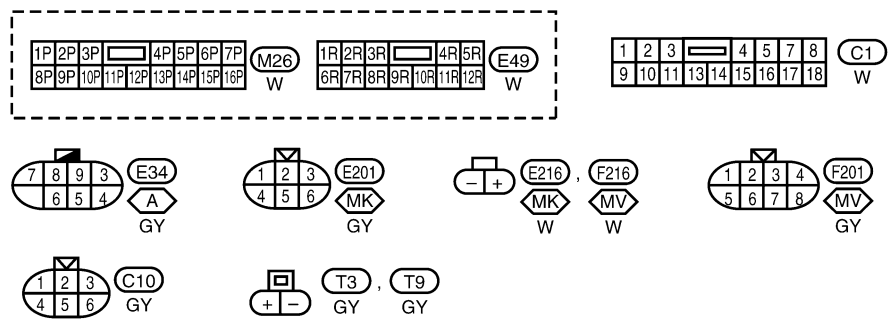 1P 2P 3P 4P 5P 6P 7P
8P 9P 10P 11P 12P 13P 14P 15P 16P
M26
W
1R 2R 3R 4R 5R
6R 7R 8R 9R 10R 11R 12R
E49
W
1 2 3 4 5 7 8
9 10 11 13 14 15 16 17 18
C1
W
7 8 9 3
6 5 4
E34
A
GY
1 2 3
4 5 6
E201
MK
GY
− +
E216 , F216
MK MV
W W
1 2 3 4
5 6 7 8
F201
MV
GY
1 2 3
4 5 6
C10
GY
+ −
T3 , T9
GY GY